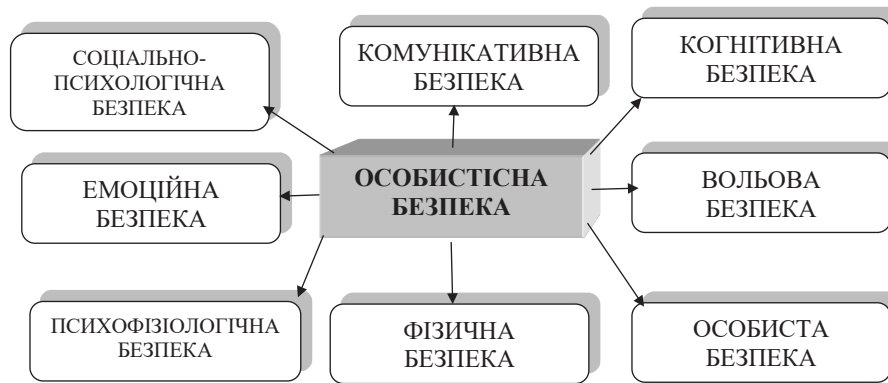 СОЦІАЛЬНО-
ПСИХОЛОГІЧНА
БЕЗПЕКА
КОМУНІКАТИВНА
БЕЗПЕКА
КОГНІТИВНА
БЕЗПЕКА
ЕМОЦІЙНА
БЕЗПЕКА
ОСОБИСТІСНА
БЕЗПЕКА
ВОЛЬОВА
БЕЗПЕКА
ПСИХОФІЗІОЛОГІЧНА
БЕЗПЕКА
ФІЗИЧНА
БЕЗПЕКА
ОСОБИСТА
БЕЗПЕКА